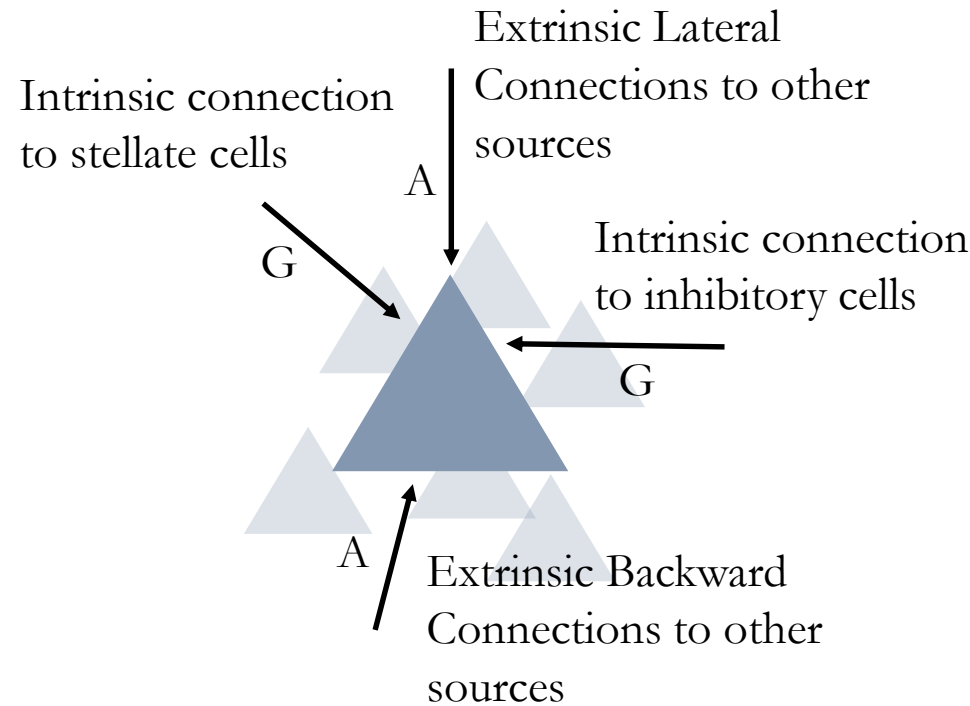 Extrinsic Lateral
Connections to other
sources
Intrinsic connection
to stellate cells
A
G
Intrinsic connection
to inhibitory cells
G
A
Extrinsic Backward
Connections to other
sources